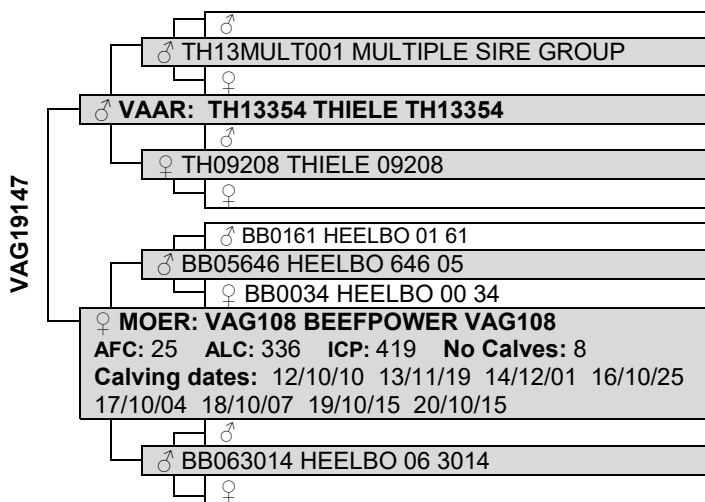 VAG19147
♂
♂ TH13MULT001 MULTIPLE SIRE GROUP
♀
♂ VAAR: TH13354 THIELE TH13354
♂
♀ TH09208 THIELE 09208
♀
♂ BB0161 HEELBO 01 61
♂ BB05646 HEELBO 646 05
♀ BB0034 HEELBO 00 34
♀ MOER: VAG108 BEEFPOWER VAG108
AFC: 25 ALC: 336 ICP: 419 No Calves: 8
Calving dates: 12/10/10 13/11/19 14/12/01 16/10/25
17/10/04 18/10/07 19/10/15 20/10/15
♂
♂ BB063014 HEELBO 06 3014
♀